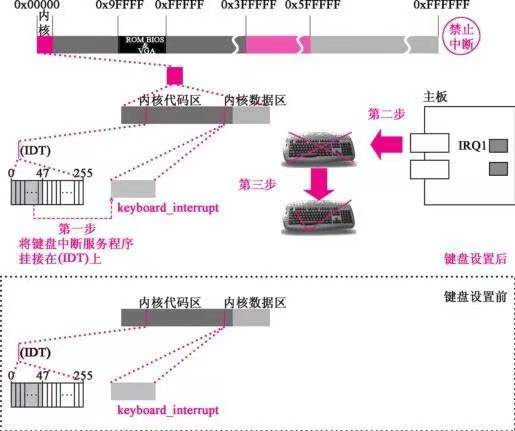 0x00000 0x9FFFF 0xFFFFF 0x3FFFFF 0x5FFFFF 0xFFFFFF
内核
ROM BIOS
&
VGA
禁止
中断
内核代码区 内核数据区
主板
第二步
IRQ1
(IDT)
第三步
0 47 255
keyboard_interrupt
第一步
将键盘中断服务程序
挂接在(IDT)上
键盘设置后
键盘设置前
内核代码区 内核数据区
(IDT)
0 47 255
keyboard_interrupt